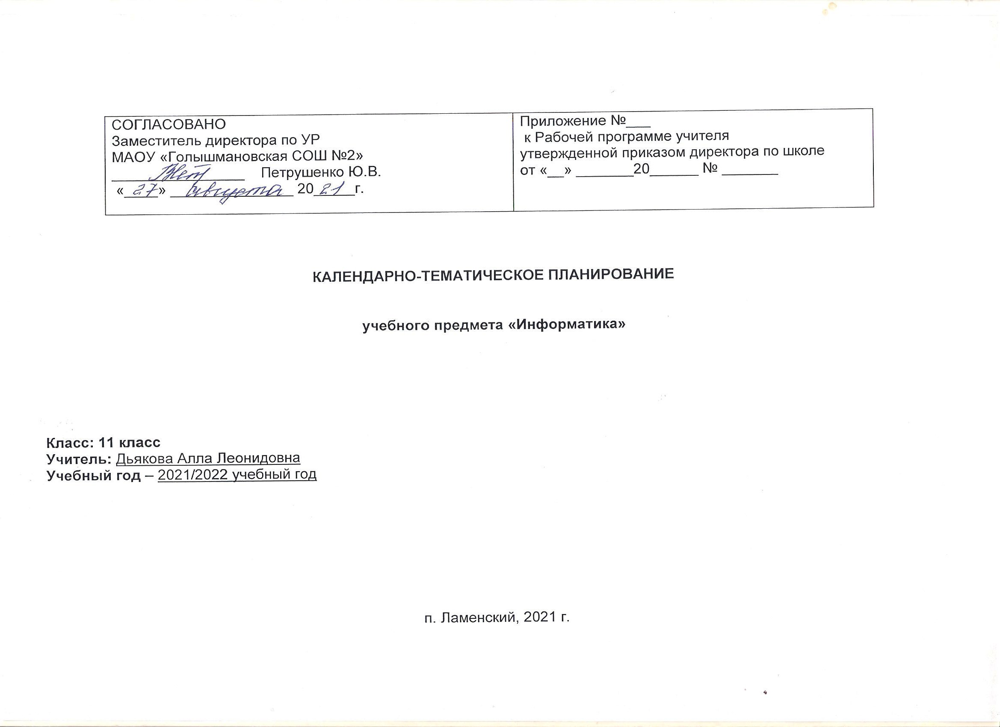 СОГЛАСОВАНО
Заместитель директора по УР
МАОУ «Голышмановская СОШ №2»
________________ Петрушенко Ю.В.
«27» августа 2021г.
Приложение №___
к Рабочей программе учителя
утвержденной приказом директора по школе
от «__» _______20______ № _______
КАЛЕНДАРНО-ТЕМАТИЧЕСКОЕ ПЛАНИРОВАНИЕ
учебного предмета «Информатика»
Класс: 11 класс
Учитель: Дьякова Алла Леонидовна
Учебный год – 2021/2022 учебный год
п. Ламенский, 2021 г.